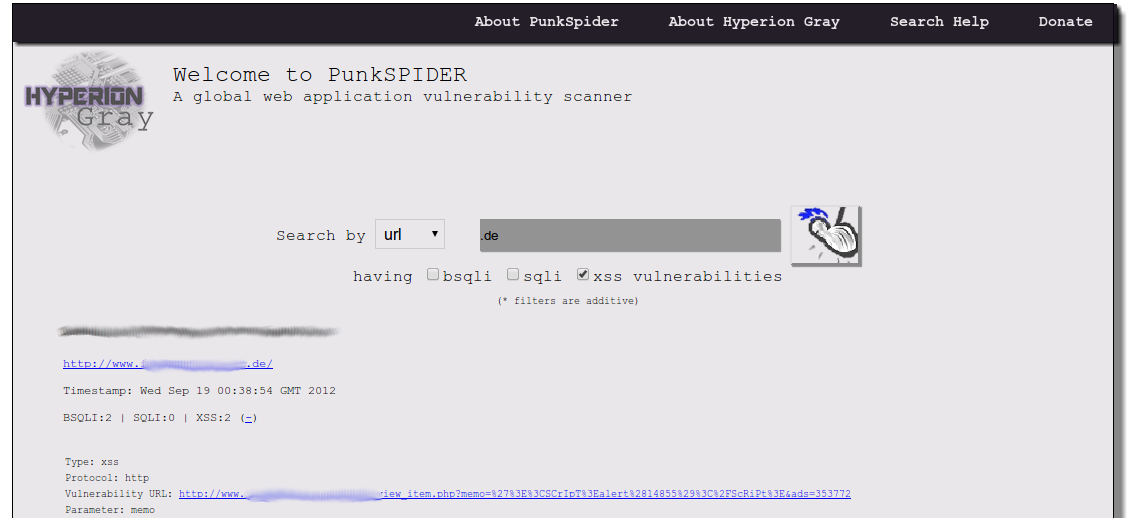 About PunkSpider About Hyperion Gray Search Help Donate
HYPERION
Gray
Welcome to PunkSPIDER
A global web application vulnerability scanner
Search by url .de
having bsqli sqli xss vulnerabilities
(* filters are additive)
http://www. .de/
Timestamp: Wed Sep 19 00:38:54 GMT 2012
BSQLI:2 | SQLI:0 | XSS:2 (-)
Type: xss
Protocol: http
Vulnerability URL: http://www. view_item.php?memo=%27%3E%3CSCrIpT%3Ealert%2814855%29%3C%2FScRiPt%3E&ads=353772
Parameter: memo